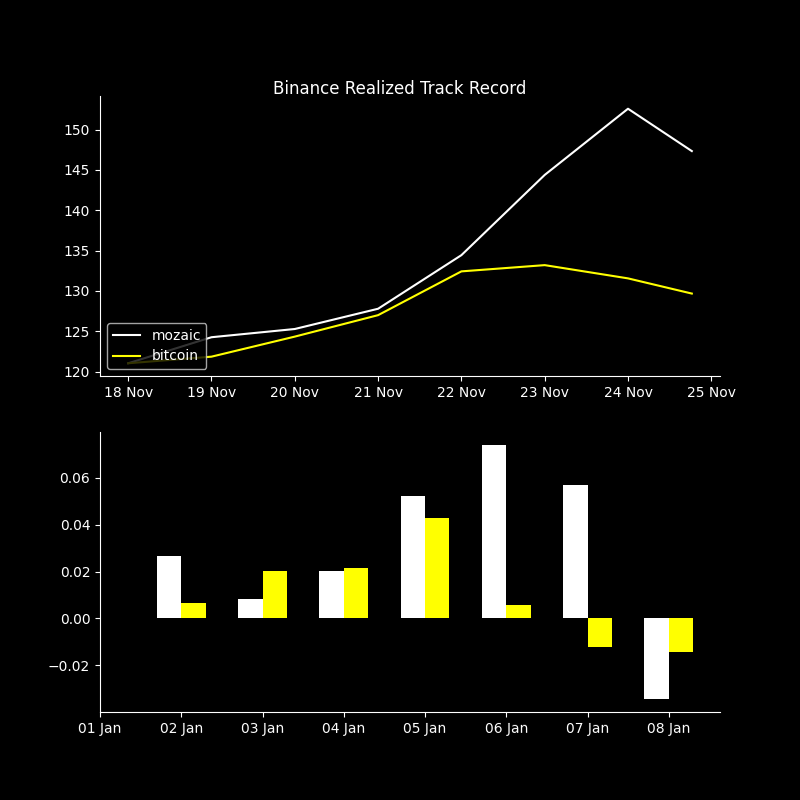 Binance Realized Track Record
150
145
140
135
130
125
120
mozaic
bitcoin
18 Nov 19 Nov 20 Nov 21 Nov 22 Nov 23 Nov 24 Nov 25 Nov
0.06
0.04
0.02
0.00
−0.02
01 Jan 02 Jan 03 Jan 04 Jan 05 Jan 06 Jan 07 Jan 08 Jan